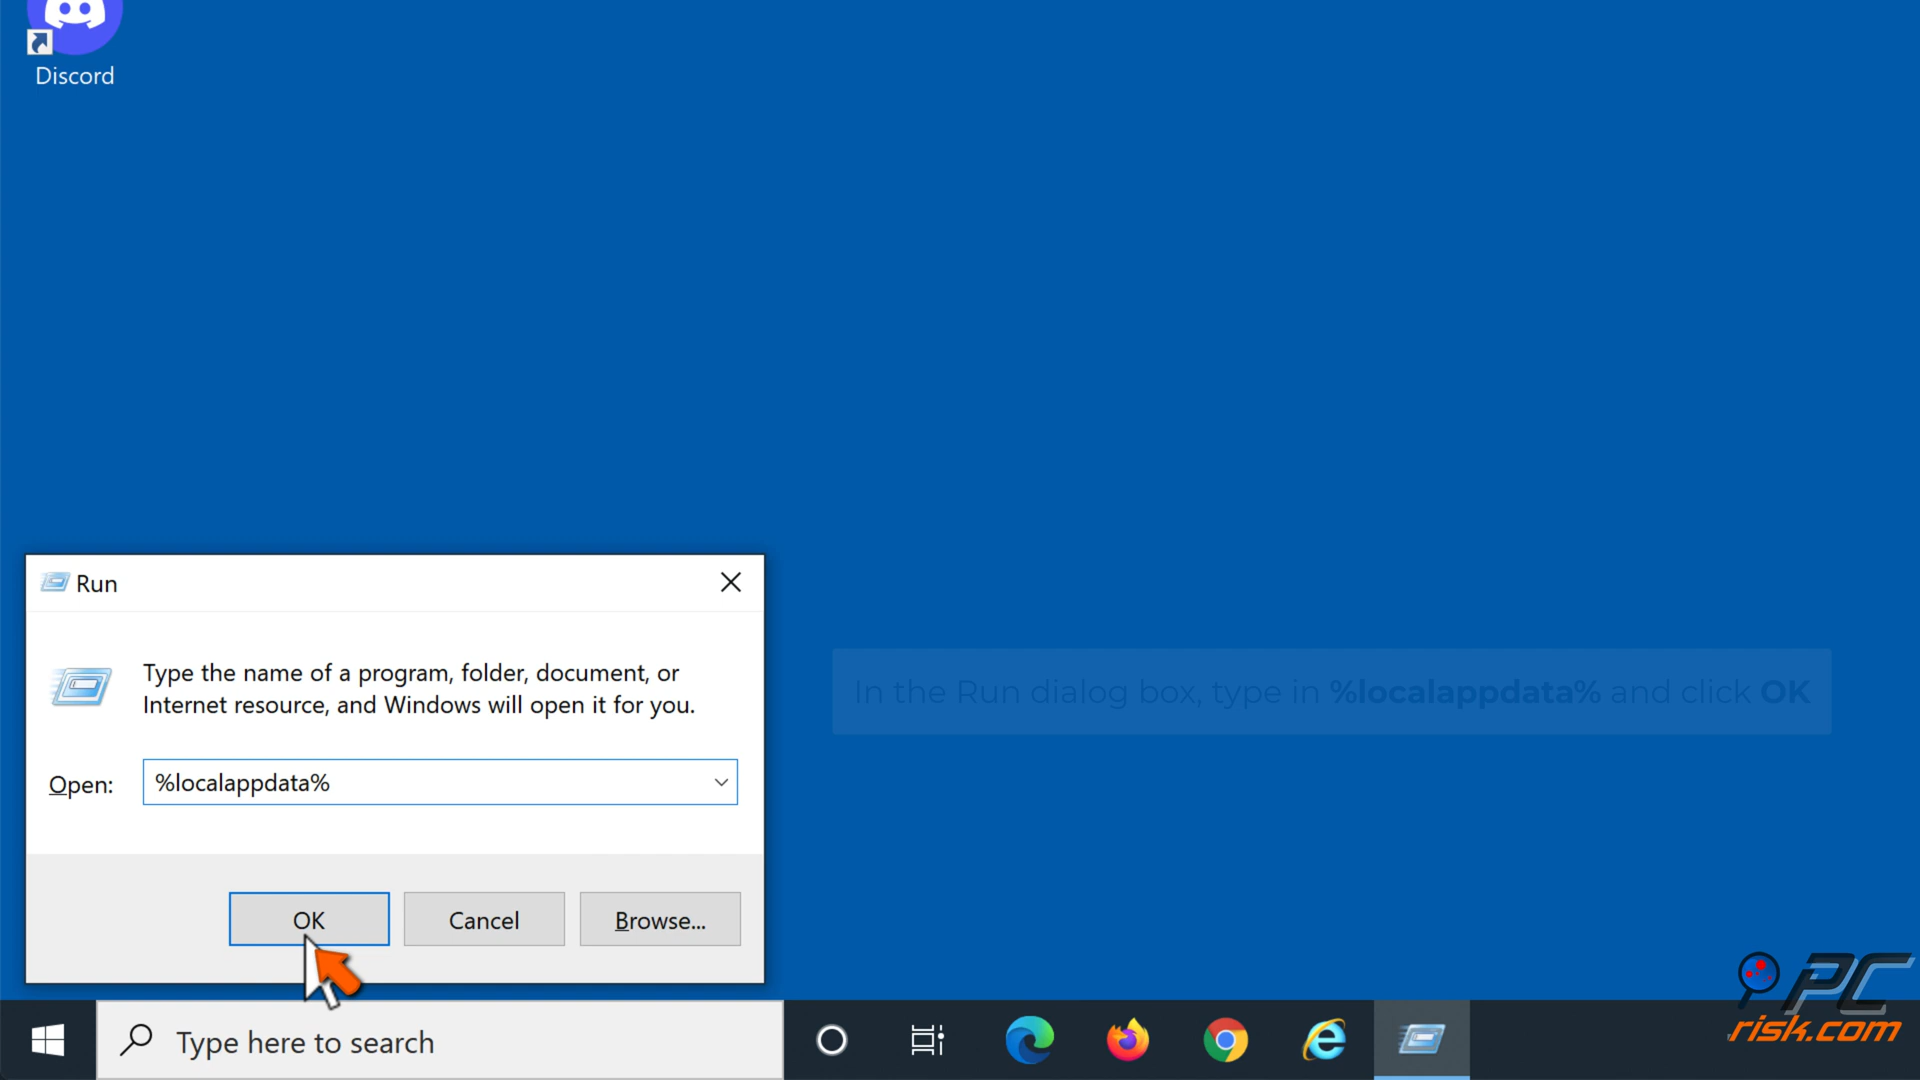 Discord
Run
Type the name of a program, folder, document, or
Internet resource, and Windows will open it for you.
In the Run dialog box, type in %localappdata% and click OK
Open: %localappdata%
OK Cancel Browse...
Type here to search
PC
risk.com